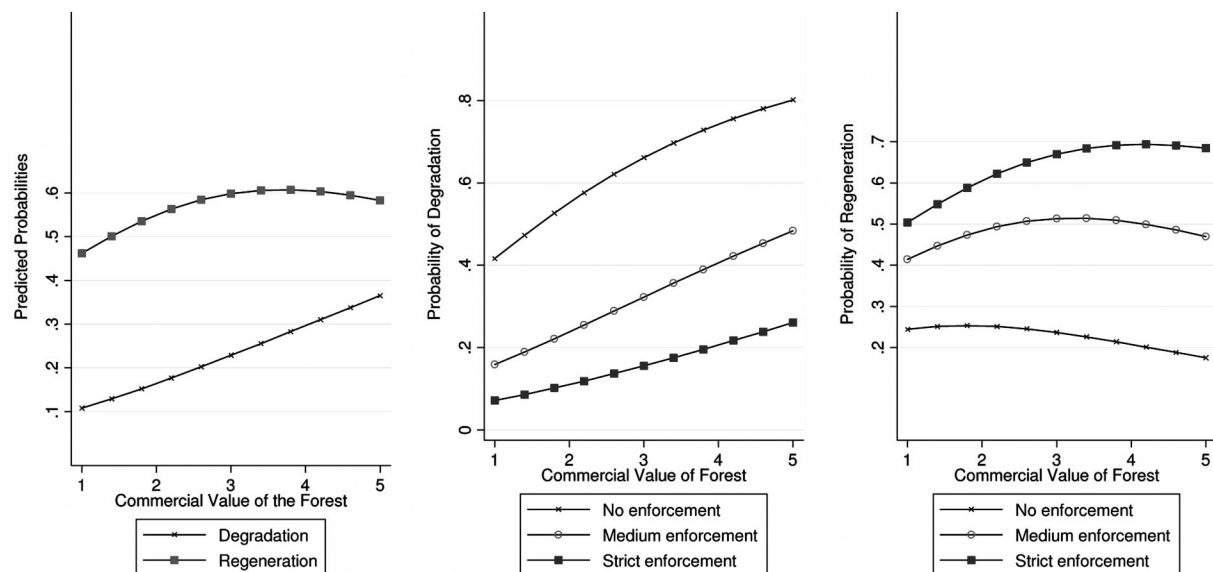 Predicted Probabilities
.6
.5
.4
.3
.2
.1
1 2 3 4 5
Commercial Value of the Forest
Degradation
Regeneration
Probability of Degradation
.8
.6
.4
.2
0
1 2 3 4 5
Commercial Value of Forest
No enforcement
Medium enforcement
Strict enforcement
Probability of Regeneration
.7
.6
.5
.4
.3
.2
1 2 3 4 5
Commercial Value of Forest
No enforcement
Medium enforcement
Strict enforcement